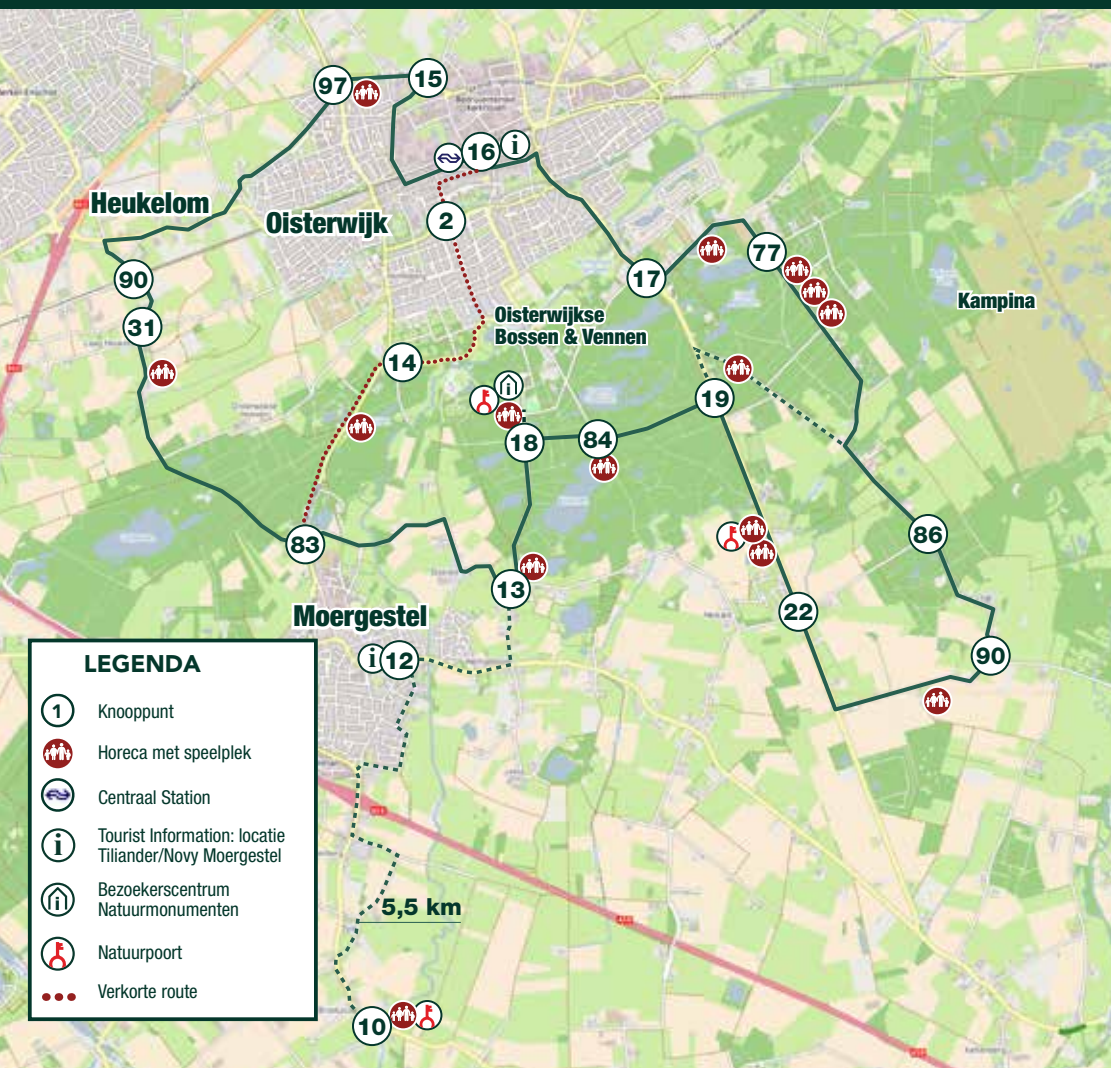 97
15
16
i
Heukelom
Oisterwijk
2
90
17
77
31
Oisterwijkse
Bossen & Vennen
Kampina
14
19
18
84
83
86
13
22
Moergestel
i
12
90
5,5 km
10
LEGENDA
1 Knooppunt
Horeca met speelplek
Centraal Station
i Tourist Information: locatie
Tiliander/Novy Moergestel
Bezoekerscentrum
Natuurmonumenten
Natuurpoort
Verkorte route